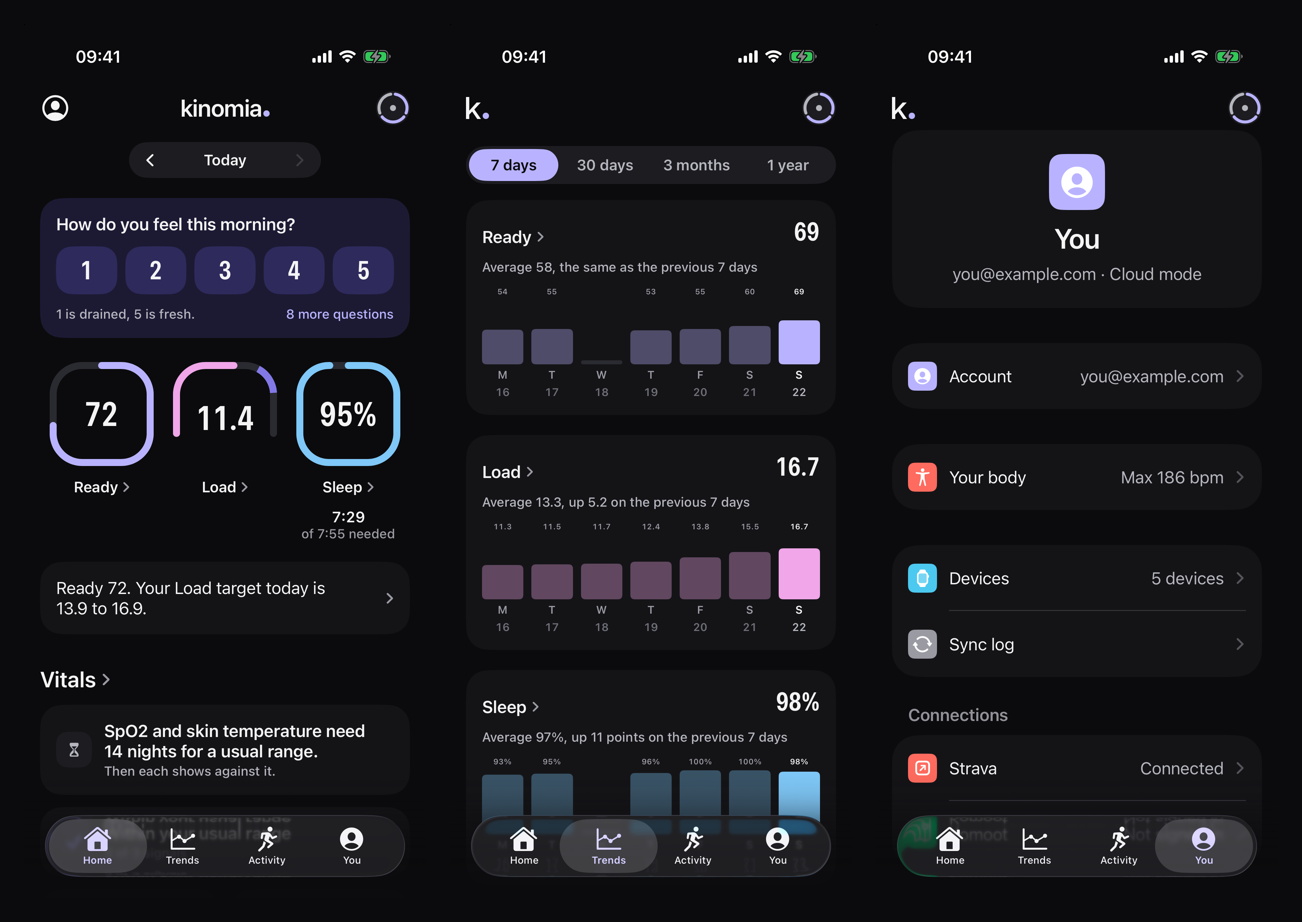 09:41
kinomia.
Today
How do you feel this morning?
1 2 3 4 5
1 is drained, 5 is fresh.
8 more questions
72 11.4 95%
Ready Load Sleep
7:29
of 7:55 needed
Ready 72. Your Load target today is
13.9 to 16.9.
Vitals
SpO2 and skin temperature need
14 nights for a usual range.
Then each shows against it.
Home Trends Activity You
09:41
k.
7 days 30 days 3 months 1 year
Ready 69
Average 58, the same as the previous 7 days
54 55 53 55 60 69
M T W T F S S
16 17 18 19 20 21 22
Load 16.7
Average 13.3, up 5.2 on the previous 7 days
11.3 11.5 11.7 12.4 13.8 15.5 16.7
M T W T F S S
16 17 18 19 20 21 22
Sleep 98%
Average 97%, up 11 points on the previous 7 days
93% 95% 96% 100% 100% 98%
Home Trends Activity You
09:41
k.
You
you@example.com · Cloud mode
Account you@example.com
Your body Max 186 bpm
Devices 5 devices
Sync log
Connections
Strava Connected
Home Trends Activity You